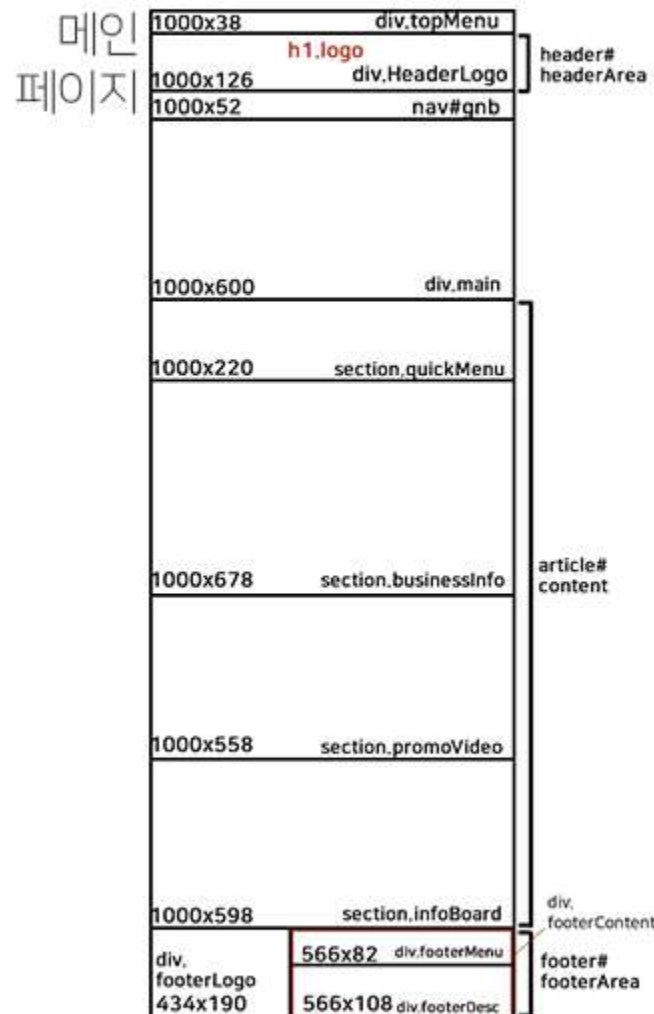 메인
페이지
1000x38 div.topMenu
h1.logo
1000x126 div.HeaderLogo
header#
headerArea
1000x52 nav#gnb
1000x600 div.main
1000x220 section.quickMenu
1000x678 section.businessInfo
article#
content
1000x558 section.promoVideo
1000x598 section.infoBoard
div.
footerContent
div.
footerLogo
434x190
566x82 div.footerMenu
566x108 div.footerDesc
footer#
footerArea